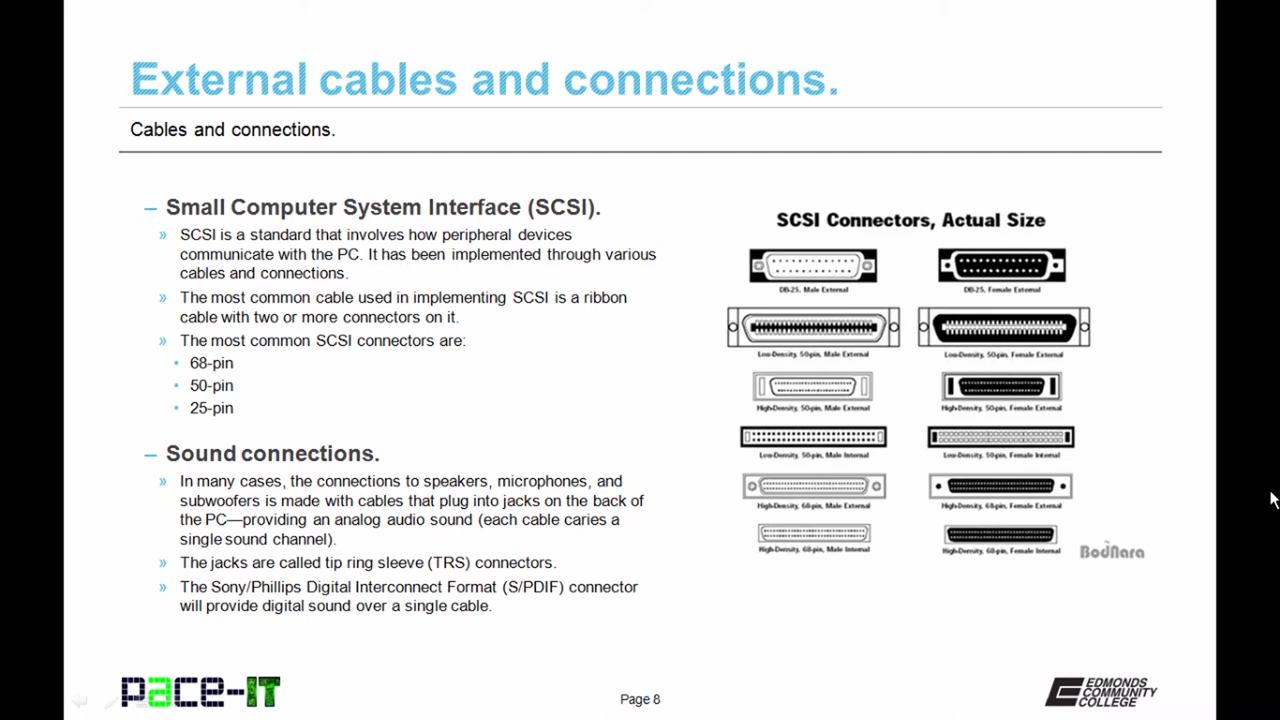 External cables and connections.
Cables and connections.
– Small Computer System Interface (SCSI).
» SCSI is a standard that involves how peripheral devices
communicate with the PC. It has been implemented through various
cables and connections.
» The most common cable used in implementing SCSI is a ribbon
cable with two or more connectors on it.
» The most common SCSI connectors are:
• 68-pin
• 50-pin
• 25-pin
– Sound connections.
» In many cases, the connections to speakers, microphones, and
subwoofers is made with cables that plug into jacks on the back of
the PC—providing an analog audio sound (each cable caries a
single sound channel).
» The jacks are called tip ring sleeve (TRS) connectors.
» The Sony/Phillips Digital Interconnect Format (S/PDIF) connector
will provide digital sound over a single cable.
SCSI Connectors, Actual Size
DB-25, Male External
DB-25, Female External
Low-Density, 50-pin, Male External
Low-Density, 50-pin, Female External
High-Density, 50-pin, Male External
High-Density, 50-pin, Female External
Low-Density, 50-pin, Male Internal
Low-Density, 50-pin, Female Internal
High-Density, 68-pin, Male External
High-Density, 68-pin, Female External
High-Density, 68-pin, Male Internal
High-Density, 68-pin, Female Internal
BodNara
pace-IT
Page 8
EDMONDS
COMMUNITY
COLLEGE